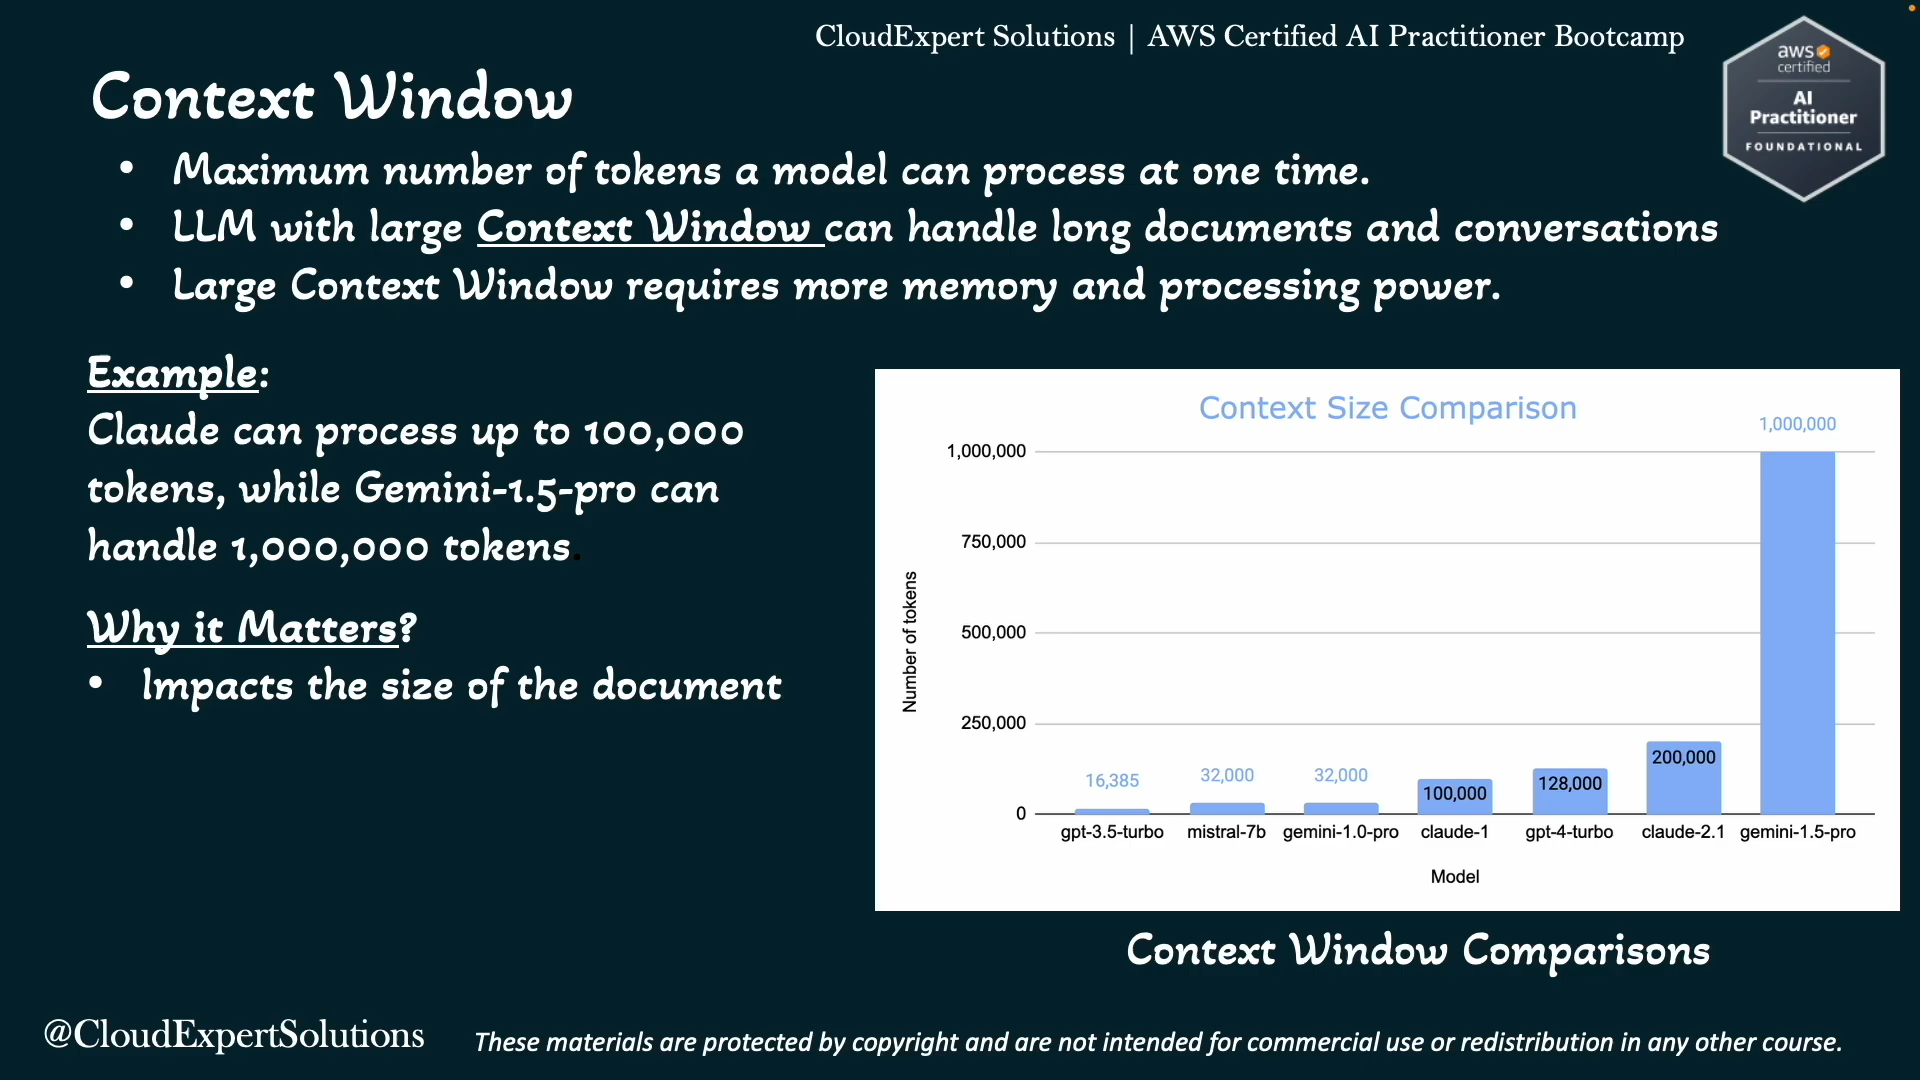 CloudExpert Solutions | AWS Certified AI Practitioner Bootcamp
aws
certified
AI
Practitioner
FOUNDATIONAL
Context Window
• Maximum number of tokens a model can process at one time.
• LLM with large Context Window can handle long documents and conversations
• Large Context Window requires more memory and processing power.
Example:
Claude can process up to 100,000
tokens, while Gemini-1.5-pro can
handle 1,000,000 tokens.
Why it Matters?
• Impacts the size of the document
Context Size Comparison
1,000,000
1,000,000
750,000
500,000
250,000
0
Number of tokens
16,385
32,000
32,000
100,000
128,000
200,000
gpt-3.5-turbo
mistral-7b
gemini-1.0-pro
claude-1
gpt-4-turbo
claude-2.1
gemini-1.5-pro
Model
Context Window Comparisons
@CloudExpertSolutions
These materials are protected by copyright and are not intended for commercial use or redistribution in any other course.